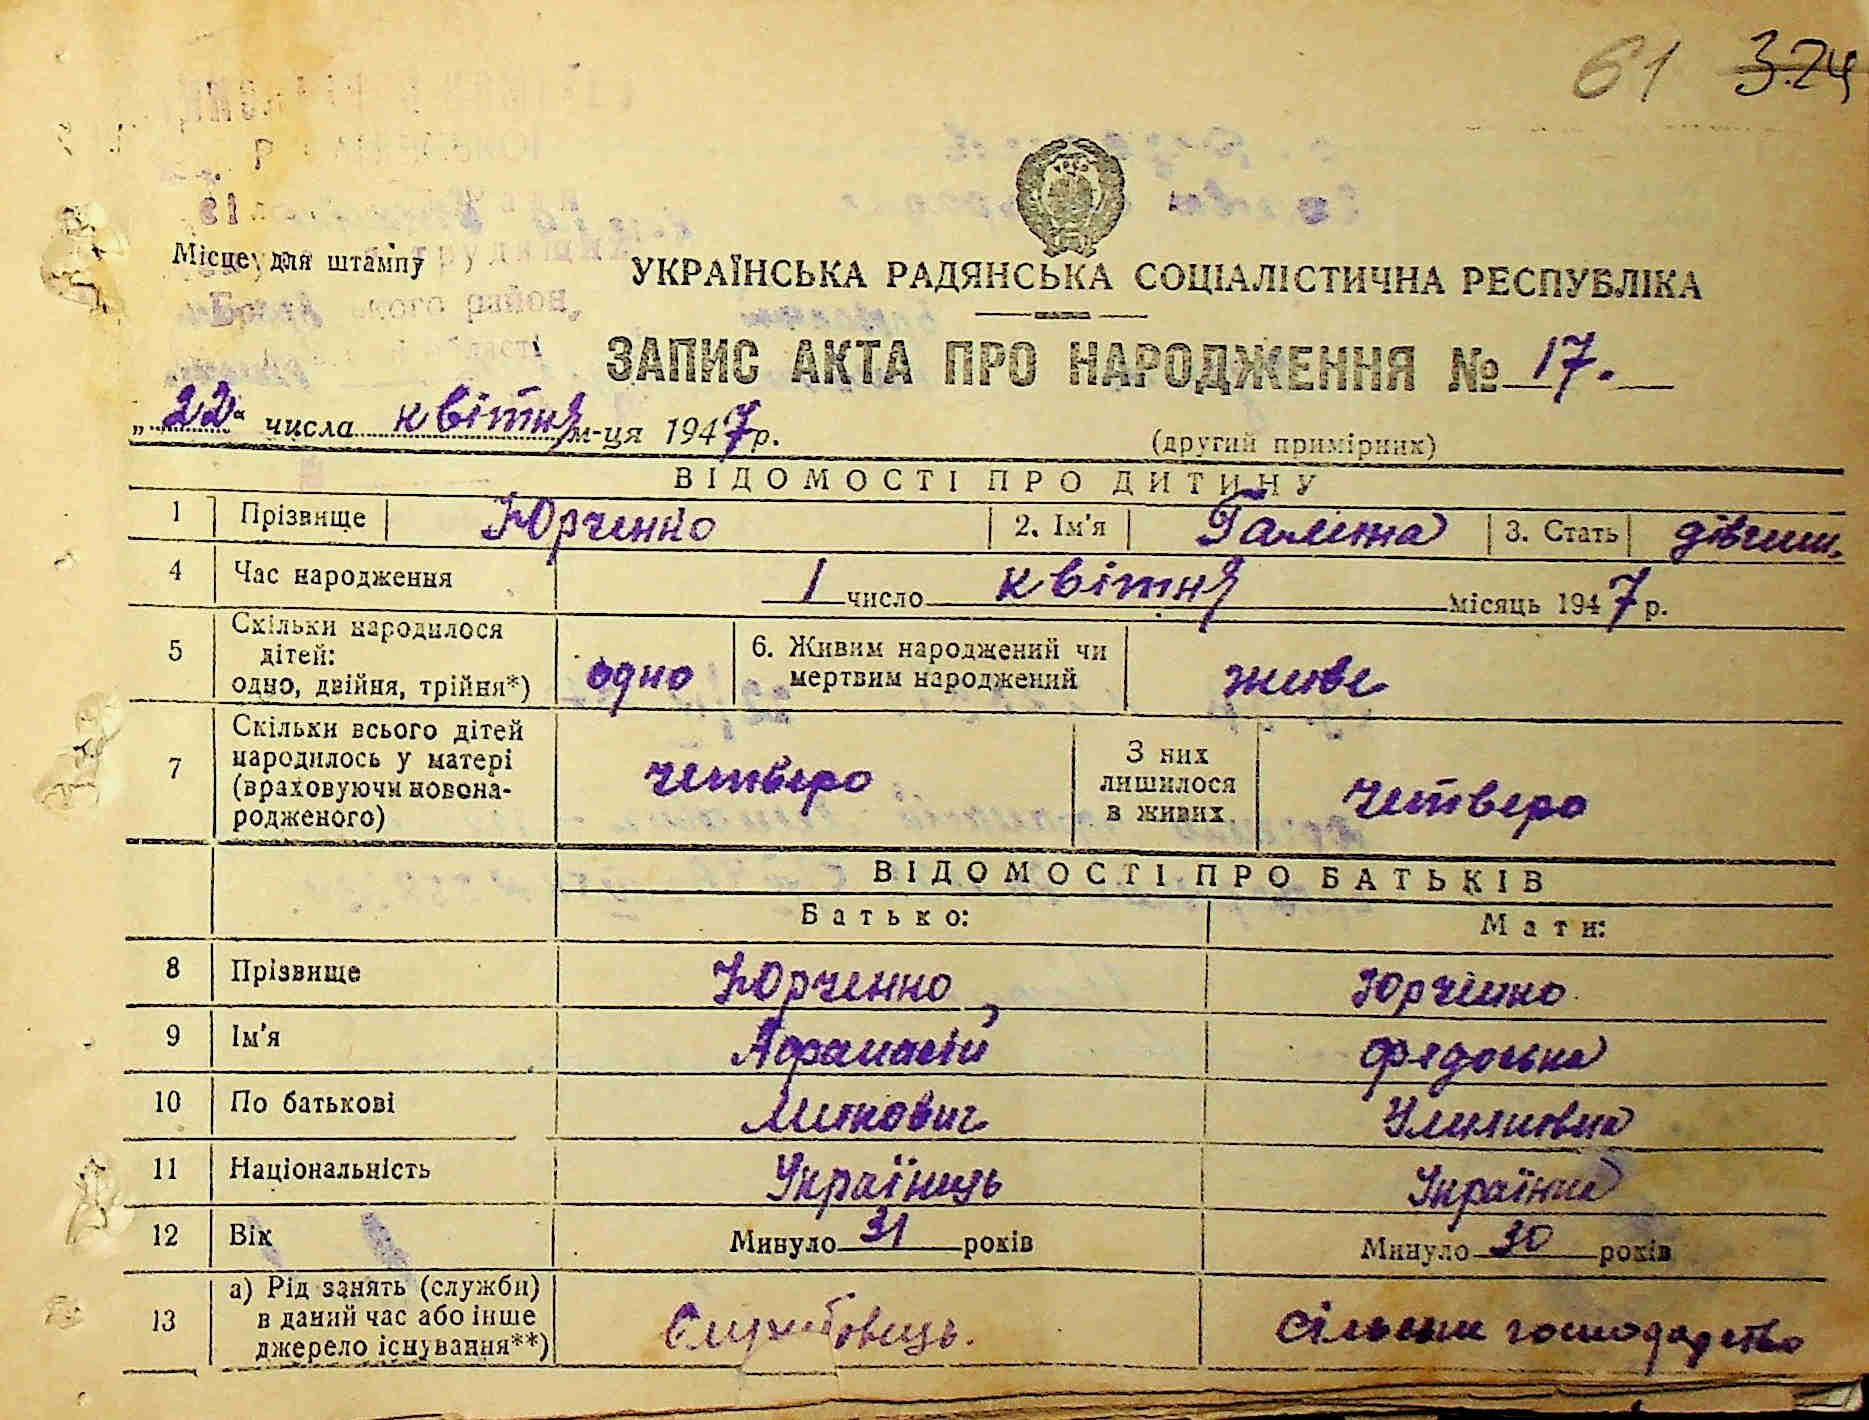 61 3.24
Місце для штампу
УКРАЇНСЬКА РАДЯНСЬКА СОЦІАЛІСТИЧНА РЕСПУБЛІКА
ЗАПИС АКТА ПРО НАРОДЖЕННЯ № 17.
„22“ числа квітня м-ця 1947 р.
(другий примірник)
ВІДОМОСТІ ПРО ДИТИНУ
1 Прізвище Юрченко 2. Ім'я Галина 3. Стать дівчин.
4 Час народження 1 число квітня місяць 1947 р.
5 Скільки народилося дітей: одно, двійня, трійня*) одно 6. Живим народжений чи мертвим народжений живе
7 Скільки всього дітей народилось у матері (враховуючи новонародженого) четверо З них лишилося в живих четверо
ВІДОМОСТІ ПРО БАТЬКІВ
Батько: Мати:
8 Прізвище Юрченко Юрченко
9 Ім'я Афанасій Федоська
10 По батькові
11 Національність Українець Українка
12 Вік Минуло 31 років Минуло 30 років
13 а) Рід занять (служби) в даний час або інше джерело існування**) Службовець. сільське господарство